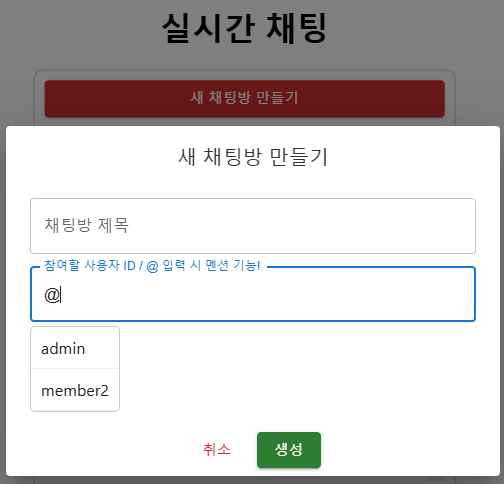 실시간 채팅
새 채팅방 만들기
새 채팅방 만들기
채팅방 제목
참여할 사용자 ID / @ 입력 시 멘션 기능!
@
admin
member2
취소
생성